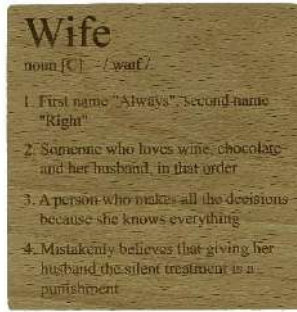 Wife
noun [C] - /waɪf/
1. First name "Always", second name
"Right"
2. Someone who loves wine, chocolate
and her husband, in that order
3. A person who makes all the decisions
because she knows everything
4. Mistakenly believes that giving her
husband the silent treatment is a
punishment